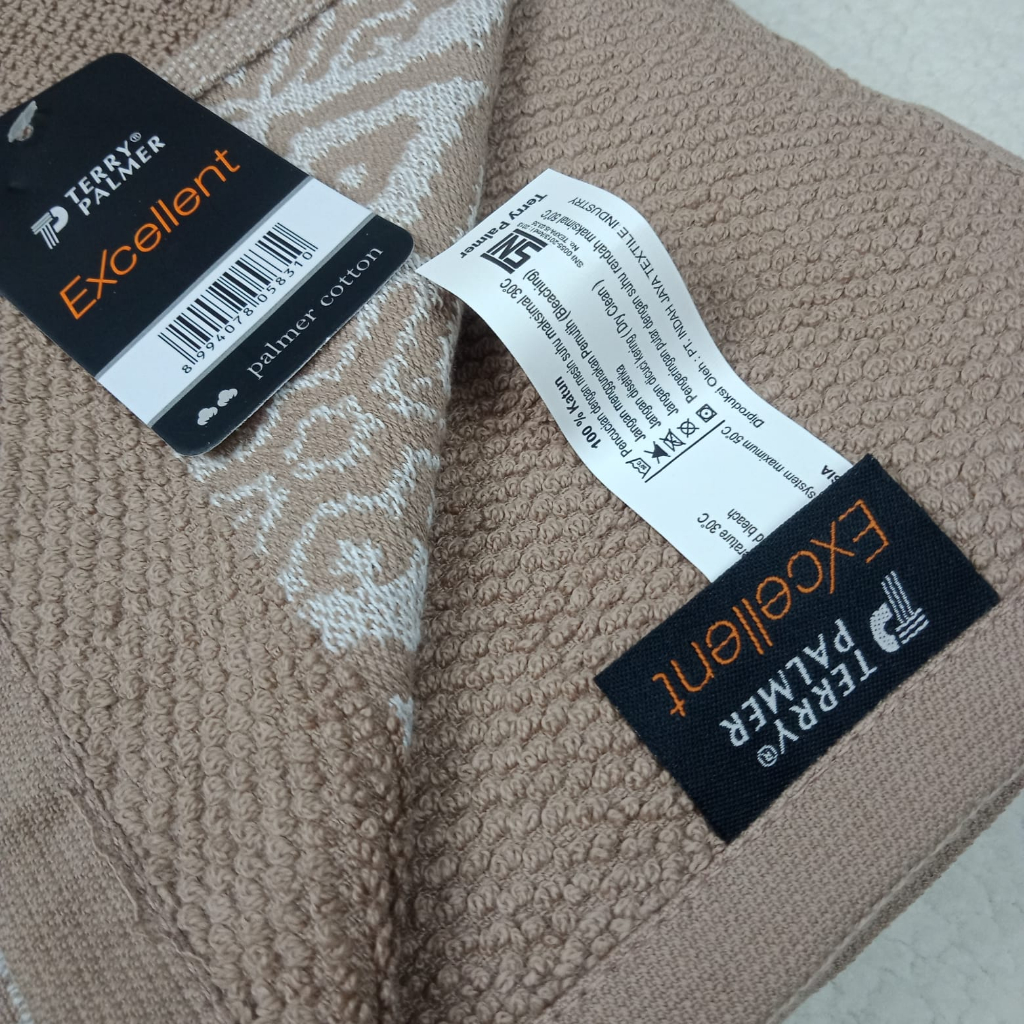 TERRY®
PALMER
Excellent
8 994078 058310
palmer cotton
Terry Palmer
SNI
100 % Katun
Pencucian dengan mesin suhu maksimal 30°C
Jangan menggunakan Pemutih (Bleaching)
Jangan disetrika
Jangan dicuci kering (Dry Clean)
Pengeringan putar dengan suhu rendah maksimal 50°C
Diproduksi Oleh : PT. INDAH JAYA TEXTILE INDUSTRY
30°C
bleach
system maximum 50°C
Excellent
TERRY®
PALMER